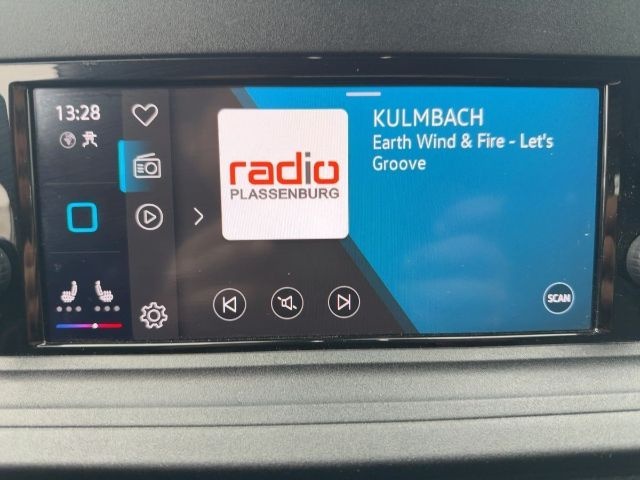 13:28
radio
PLASSENBURG
KULMBACH
Earth Wind & Fire - Let's
Groove
SCAN